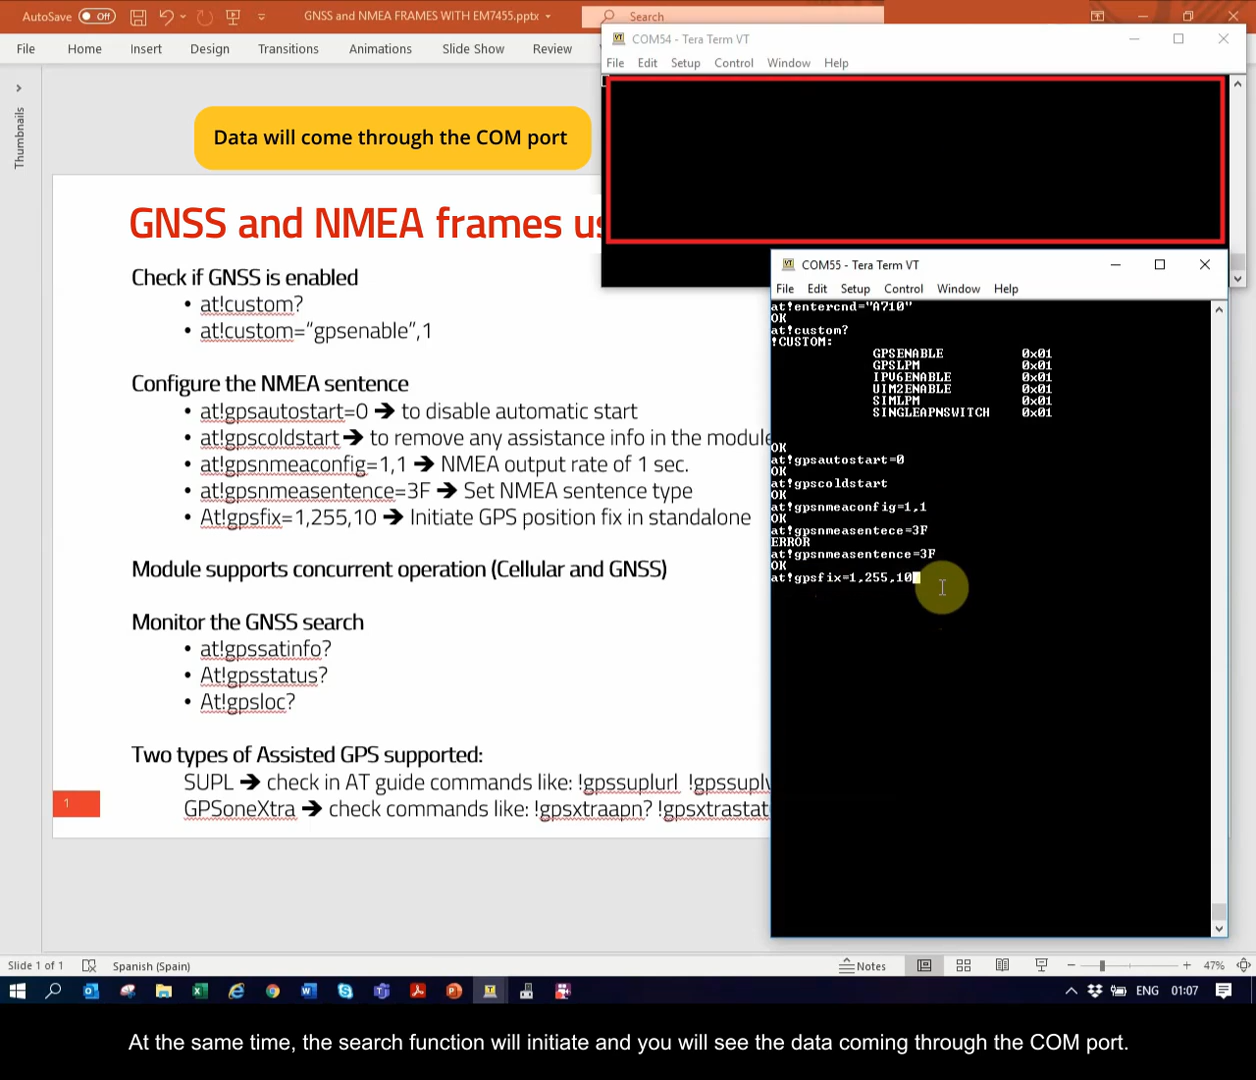 AutoSave Off GNSS and NMEA FRAMES WITH EM7455.pptx Search
File Home Insert Design Transitions Animations Slide Show Review
Thumbnails
Data will come through the COM port
GNSS and NMEA frames us
Check if GNSS is enabled
• at!custom?
• at!custom=“gpsenable”,1
Configure the NMEA sentence
• at!gpsautostart=0 ➔ to disable automatic start
• at!gpscoldstart ➔ to remove any assistance info in the module
• at!gpsnmeaconfig=1,1 ➔ NMEA output rate of 1 sec.
• at!gpsnmeasentence=3F ➔ Set NMEA sentence type
• At!gpsfix=1,255,10 ➔ Initiate GPS position fix in standalone
Module supports concurrent operation (Cellular and GNSS)
Monitor the GNSS search
• at!gpssatinfo?
• At!gpsstatus?
• At!gpsloc?
Two types of Assisted GPS supported:
SUPL ➔ check in AT guide commands like: !gpssuplurl !gpssuplv
GPSoneXtra ➔ check commands like: !gpsxtraapn? !gpsxtrastat
1
COM54 - Tera Term VT
File Edit Setup Control Window Help
COM55 - Tera Term VT
File Edit Setup Control Window Help
at!entercnd="A710"
OK
at!custom?
!CUSTOM:
GPSENABLE 0x01
GPSLPM 0x01
IPV6ENABLE 0x01
UIM2ENABLE 0x01
SIMLPM 0x01
SINGLEAPNSWITCH 0x01
OK
at!gpsautostart=0
OK
at!gpscoldstart
OK
at!gpsnmeaconfig=1,1
OK
at!gpsnmeasentece=3F
ERROR
at!gpsnmeasentence=3F
OK
at!gpsfix=1,255,10
Slide 1 of 1 Spanish (Spain) Notes 47%
ENG 01:07
At the same time, the search function will initiate and you will see the data coming through the COM port.